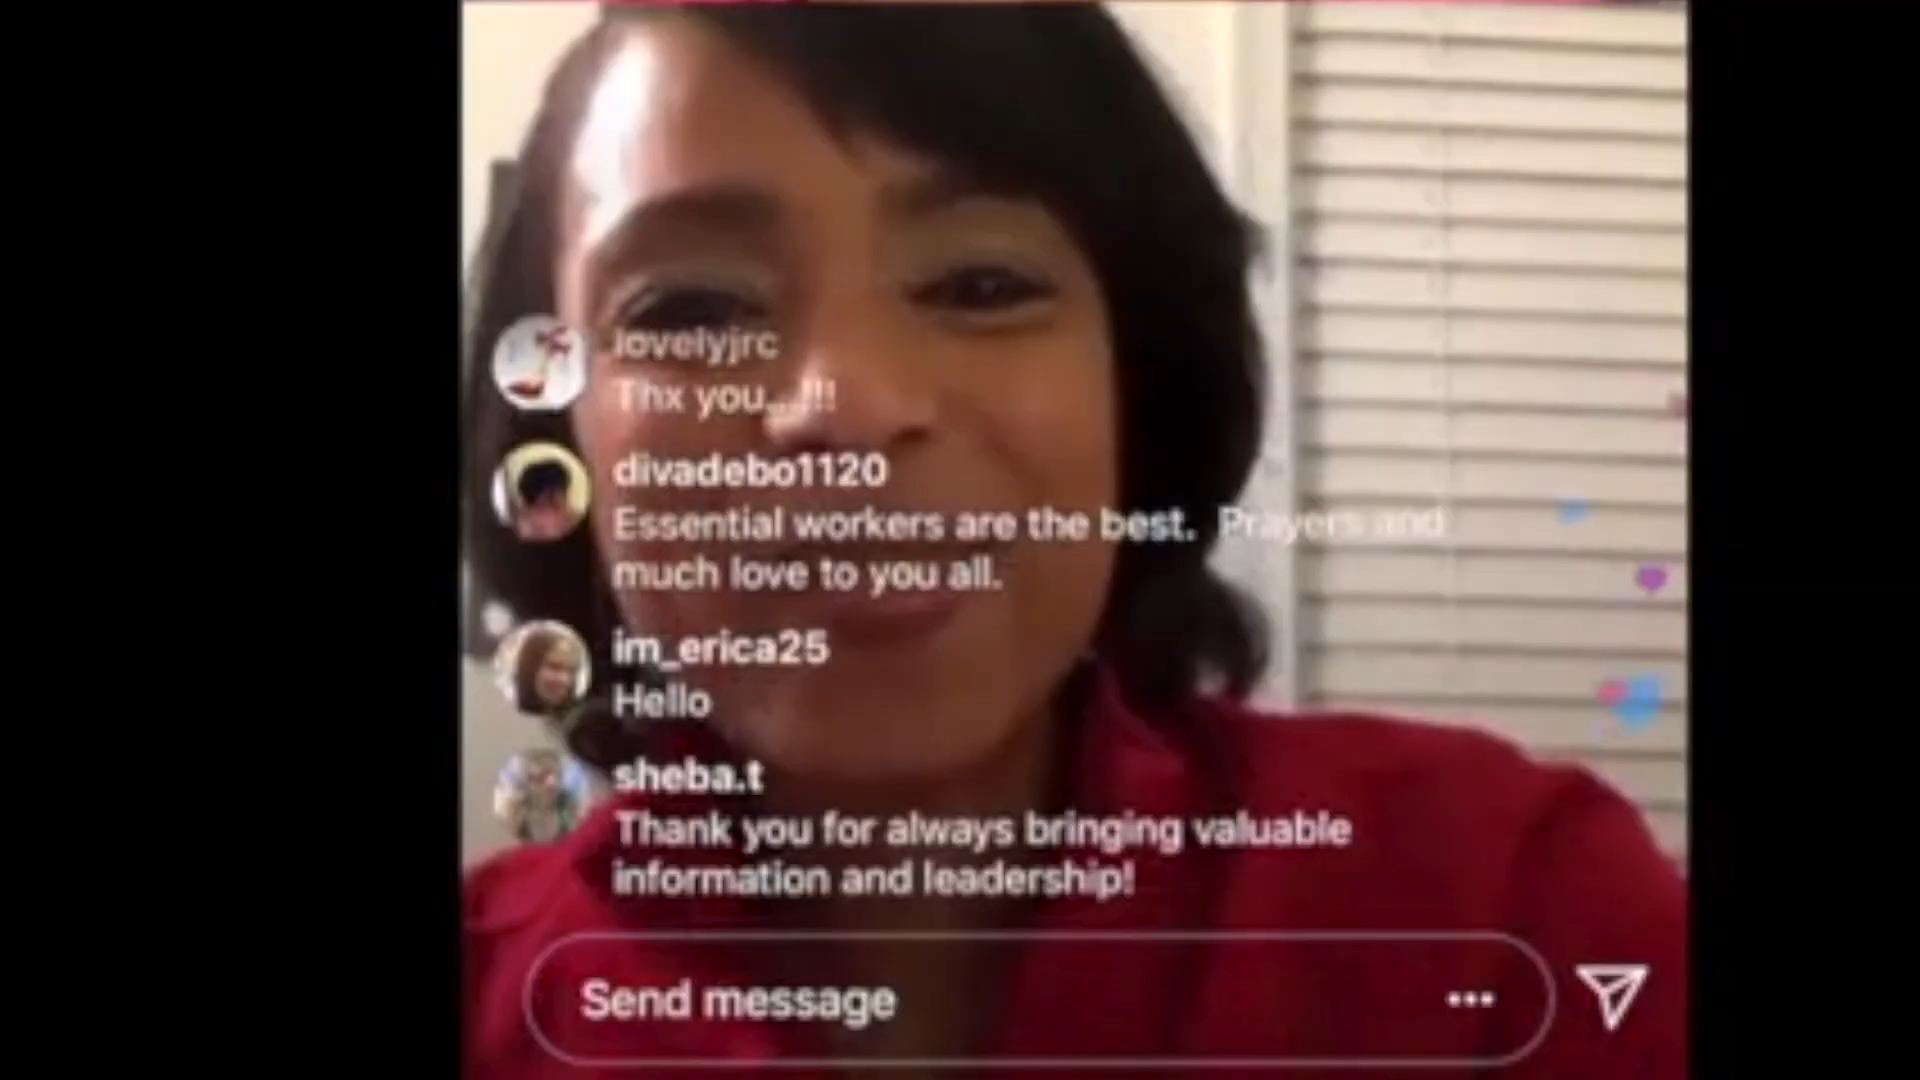 lovelyjrc
Thx you....!!!
divadebo1120
Essential workers are the best. Prayers and
much love to you all.
im_erica25
Hello
sheba.t
Thank you for always bringing valuable
information and leadership!
Send message